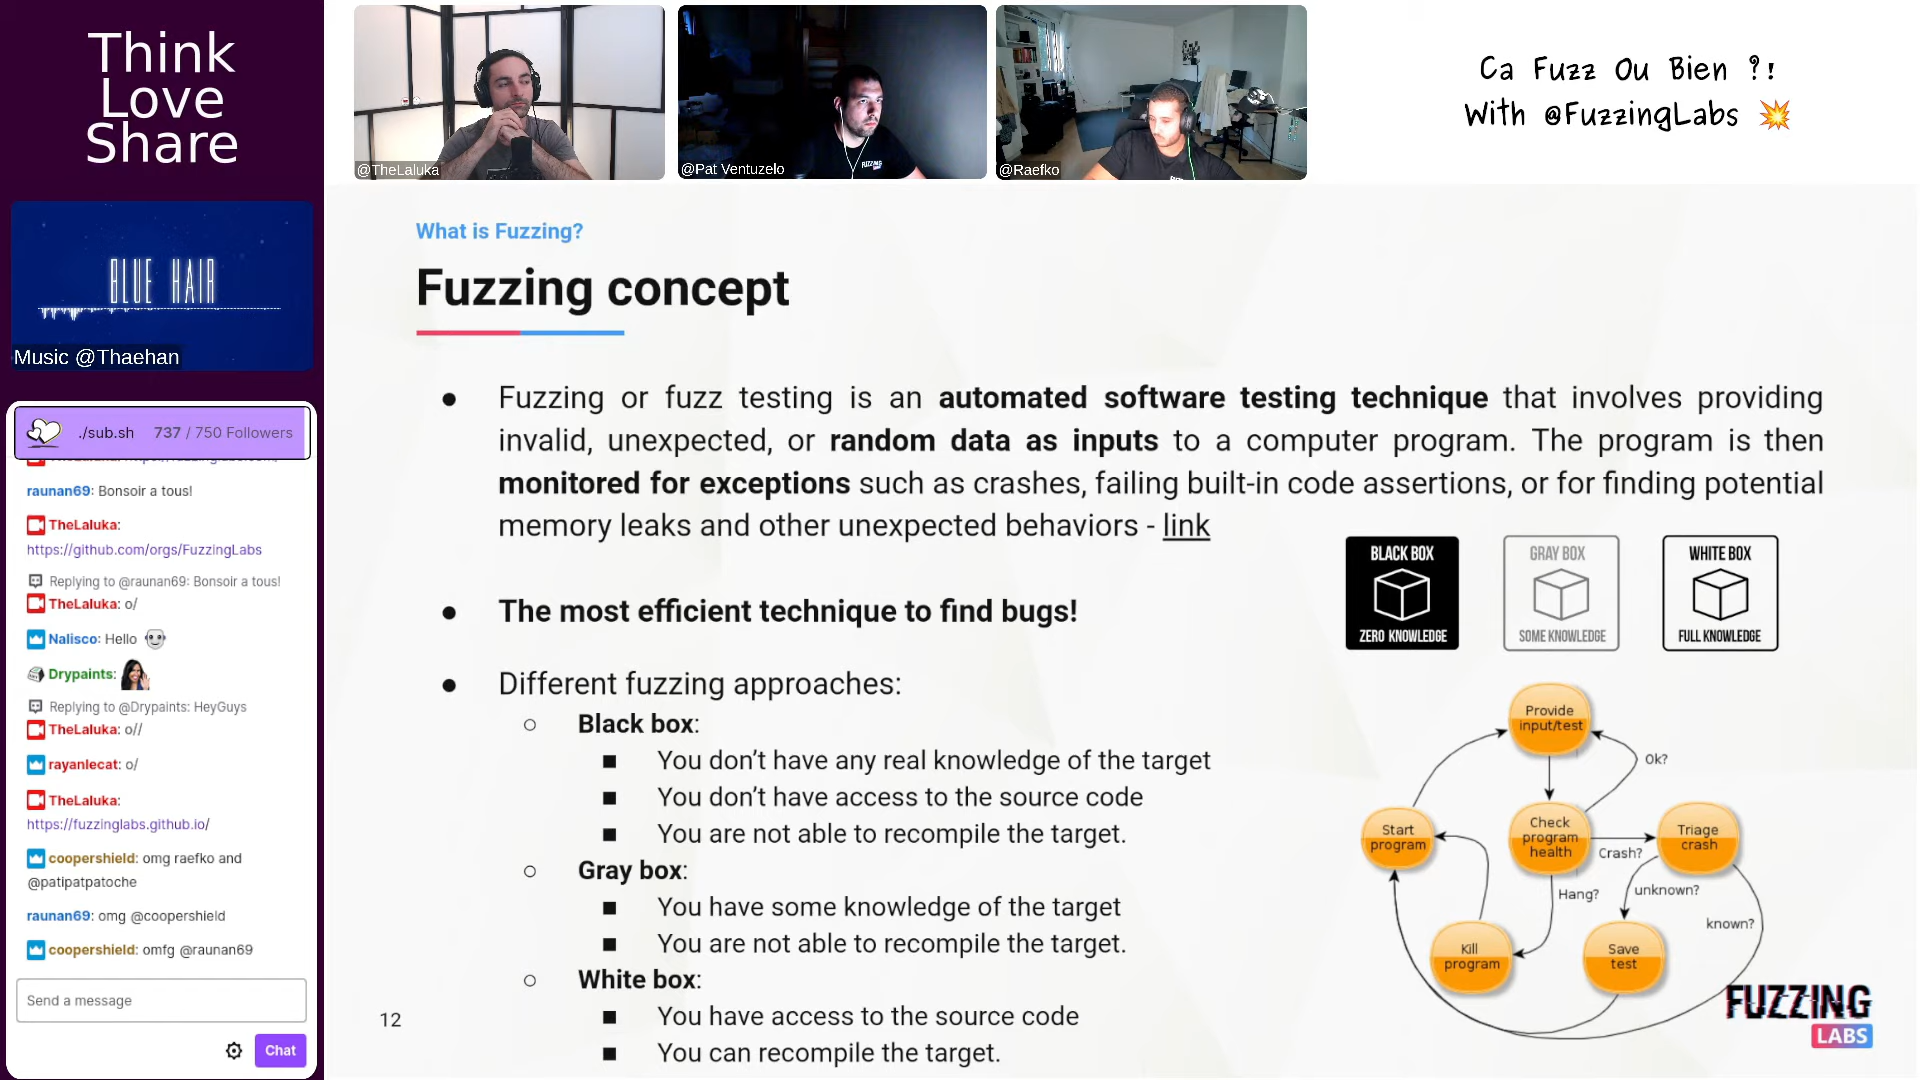 Think
Love
Share
BLUE HAIR
Music @Thaehan
./sub.sh 737 / 750 Followers
raunan69: Bonsoir a tous!
TheLaluka:
https://github.com/orgs/FuzzingLabs
Replying to @raunan69: Bonsoir a tous!
TheLaluka: o/
Nalisco: Hello
Drypaints:
Replying to @Drypaints: HeyGuys
TheLaluka: o//
rayanlecat: o/
TheLaluka:
https://fuzzinglabs.github.io/
coopershield: omg raefko and
@patipatpatoche
raunan69: omg @coopershield
coopershield: omfg @raunan69
Send a message
Chat
@TheLaluka
@Pat Ventuzelo
@Raefko
FUZZING
Ca Fuzz Ou Bien ?!
With @FuzzingLabs 💥
What is Fuzzing?
Fuzzing concept
● Fuzzing or fuzz testing is an automated software testing technique that involves providing
invalid, unexpected, or random data as inputs to a computer program. The program is then
monitored for exceptions such as crashes, failing built-in code assertions, or for finding potential
memory leaks and other unexpected behaviors - link
● The most efficient technique to find bugs!
● Different fuzzing approaches:
○ Black box:
■ You don't have any real knowledge of the target
■ You don't have access to the source code
■ You are not able to recompile the target.
○ Gray box:
■ You have some knowledge of the target
■ You are not able to recompile the target.
○ White box:
■ You have access to the source code
■ You can recompile the target.
12
BLACK BOX
ZERO KNOWLEDGE
GRAY BOX
SOME KNOWLEDGE
WHITE BOX
FULL KNOWLEDGE
Provide
input/test
Ok?
Start
program
Check
program
health
Crash?
Triage
crash
Hang?
unknown?
known?
Kill
program
Save
test
FUZZING
LABS